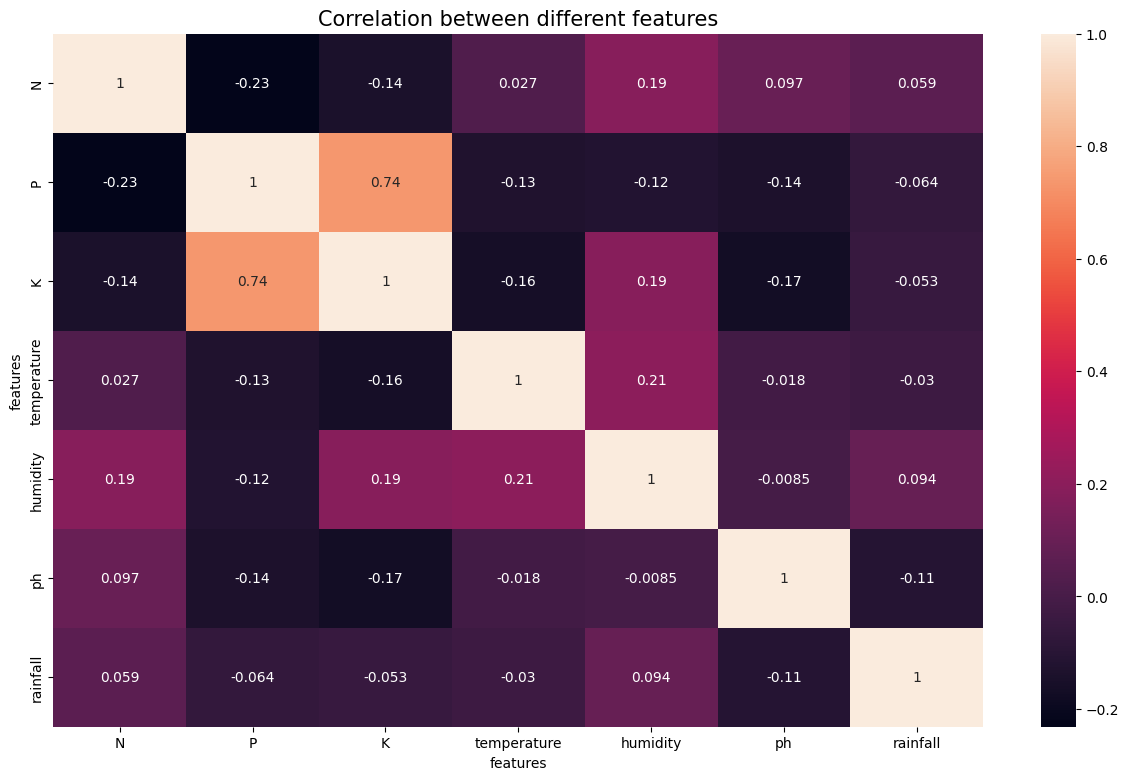 Correlation between different features
N 1 -0.23 -0.14 0.027 0.19 0.097 0.059
P -0.23 1 0.74 -0.13 -0.12 -0.14 -0.064
K -0.14 0.74 1 -0.16 0.19 -0.17 -0.053
temperature 0.027 -0.13 -0.16 1 0.21 -0.018 -0.03
humidity 0.19 -0.12 0.19 0.21 1 -0.0085 0.094
ph 0.097 -0.14 -0.17 -0.018 -0.0085 1 -0.11
rainfall 0.059 -0.064 -0.053 -0.03 0.094 -0.11 1
features
N P K temperature humidity ph rainfall
features
1.0
0.8
0.6
0.4
0.2
0.0
−0.2